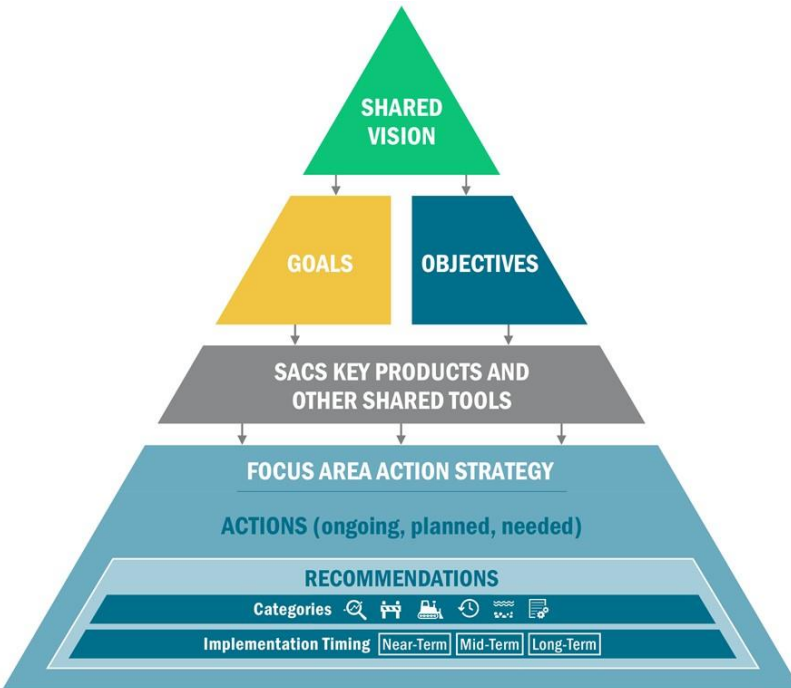 SHARED
VISION
GOALS
OBJECTIVES
SACS KEY PRODUCTS AND
OTHER SHARED TOOLS
FOCUS AREA ACTION STRATEGY
ACTIONS (ongoing, planned, needed)
RECOMMENDATIONS
Categories
Implementation Timing Near-Term Mid-Term Long-Term